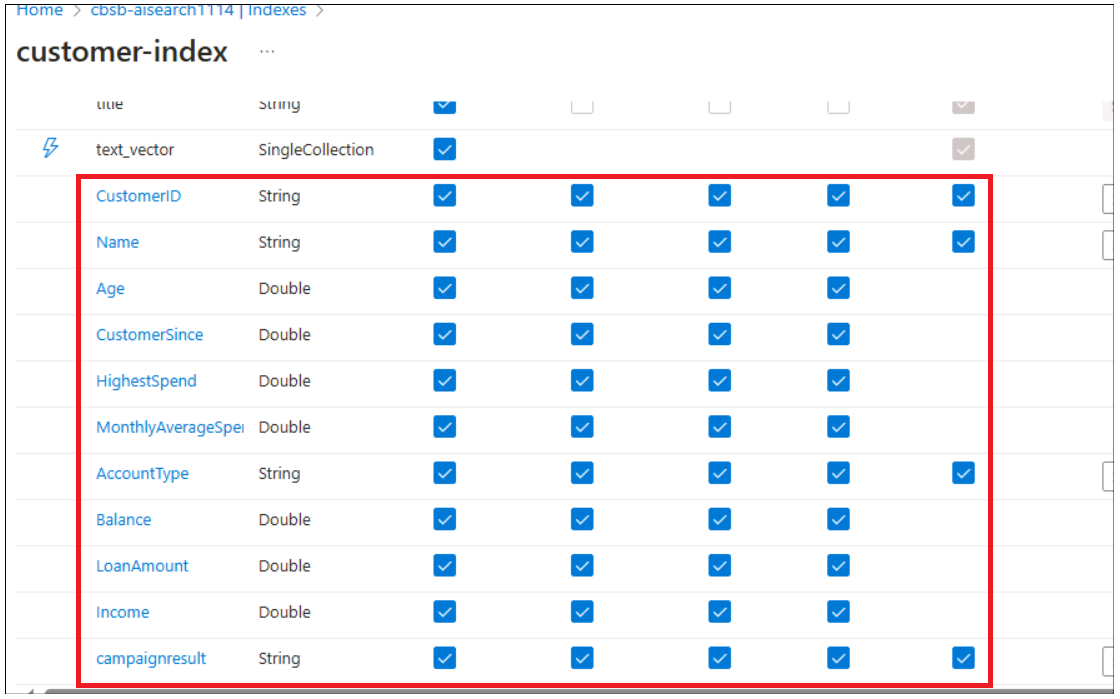 Home > cbsb-aisearch1114 | Indexes >
customer-index ...
title String
text_vector SingleCollection
CustomerID String
Name String
Age Double
CustomerSince Double
HighestSpend Double
MonthlyAverageSpe Double
AccountType String
Balance Double
LoanAmount Double
Income Double
campaignresult String